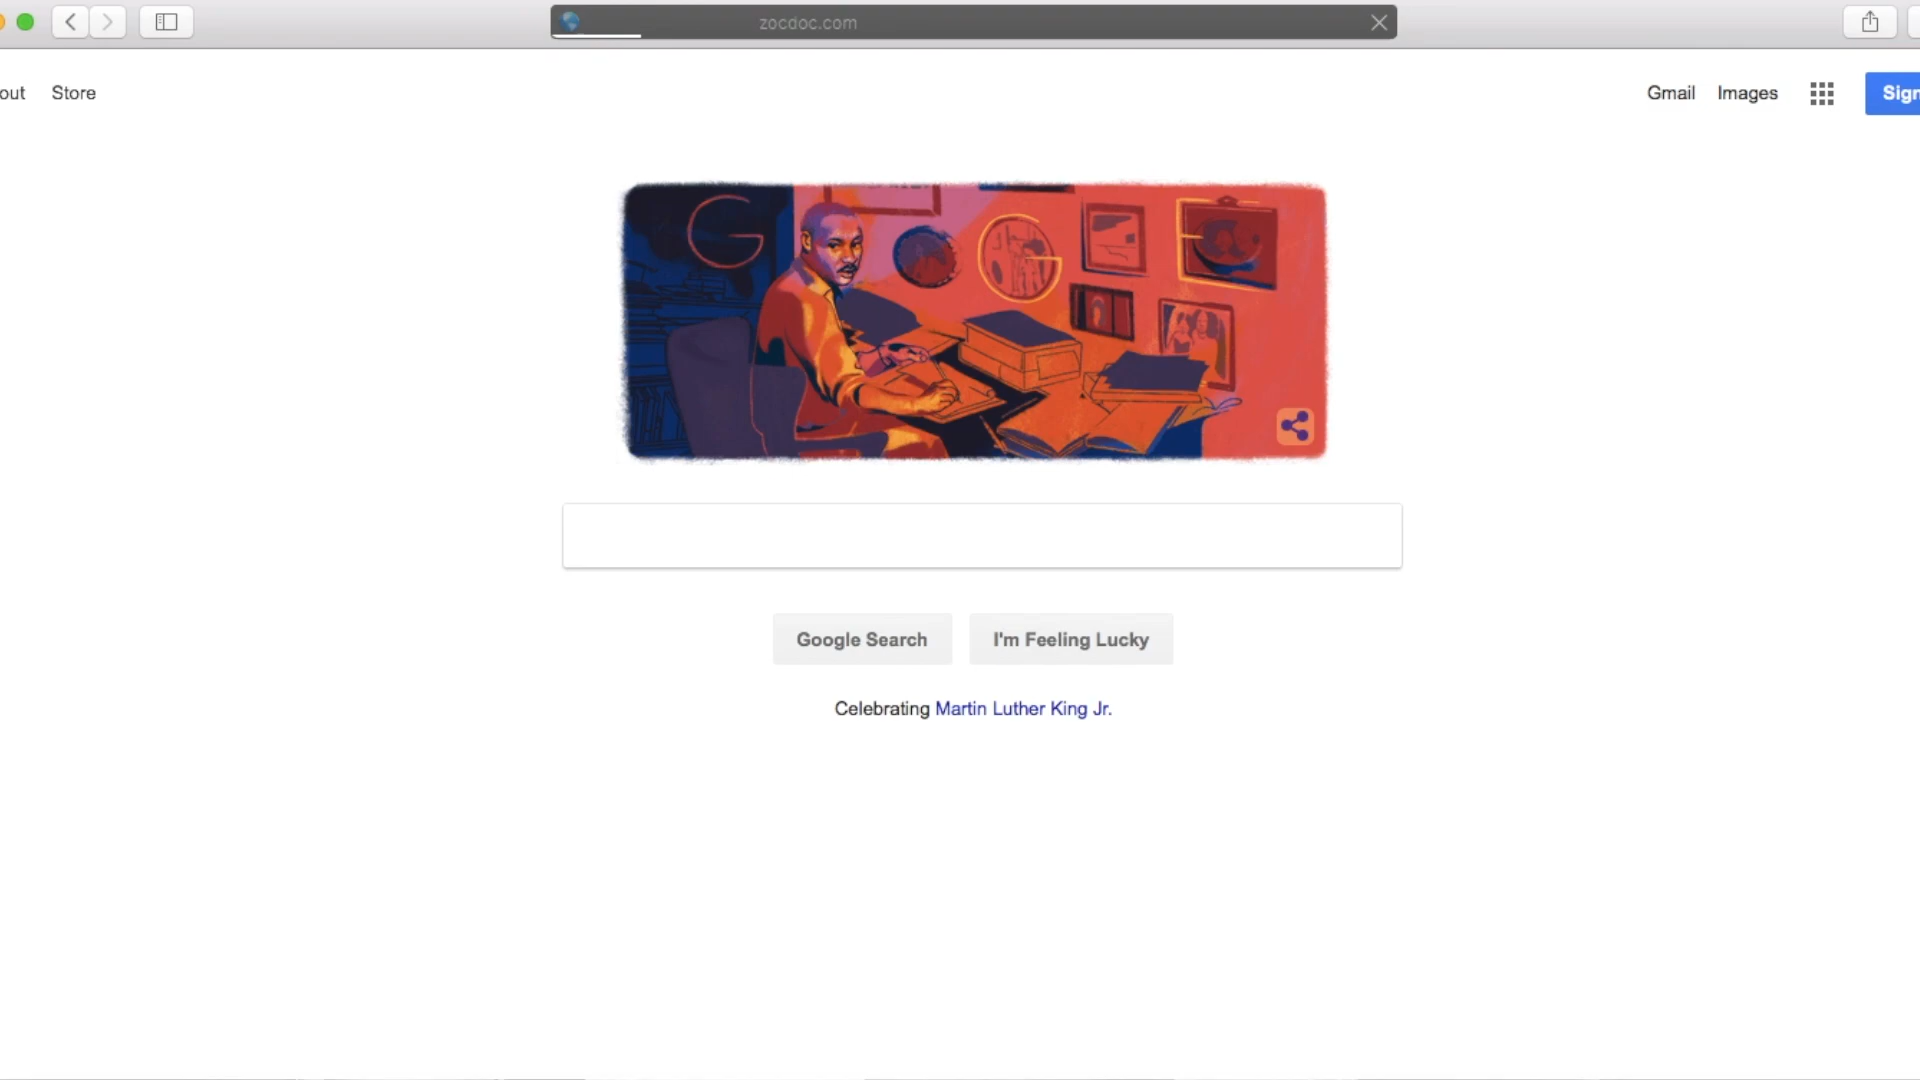 zocdoc.com
out Store
Gmail Images Sign
Google Search I'm Feeling Lucky
Celebrating Martin Luther King Jr.